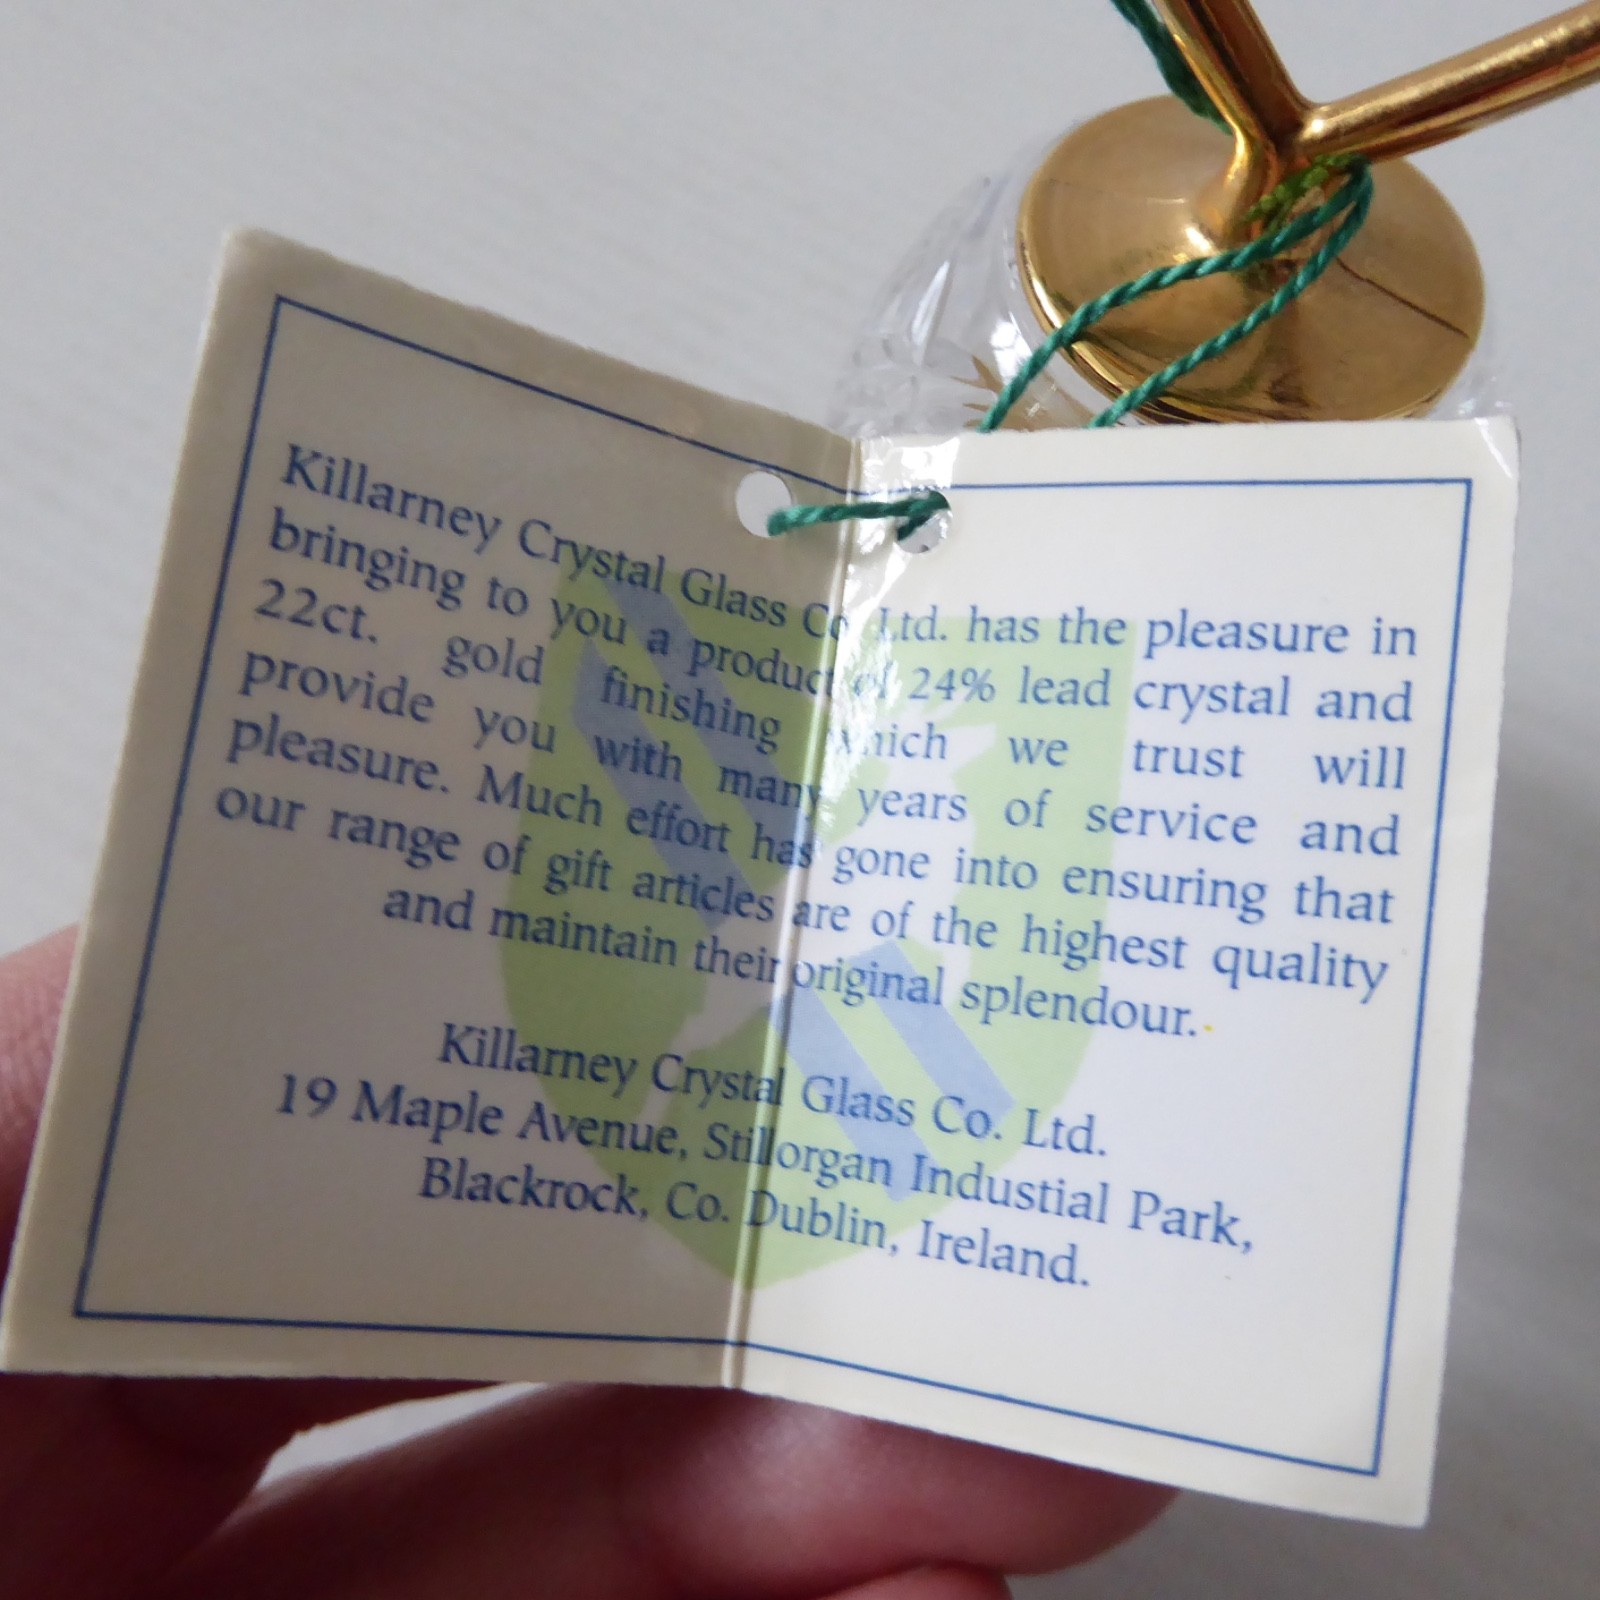 Killarney Crystal Glass Co. Ltd. has the pleasure in
bringing to you a product of 24% lead crystal and
22ct. gold finishing which we trust will
provide you with many years of service and
pleasure. Much effort has gone into ensuring that
our range of gift articles are of the highest quality
and maintain their original splendour.
Killarney Crystal Glass Co. Ltd.
19 Maple Avenue, Stillorgan Industial Park,
Blackrock, Co. Dublin, Ireland.